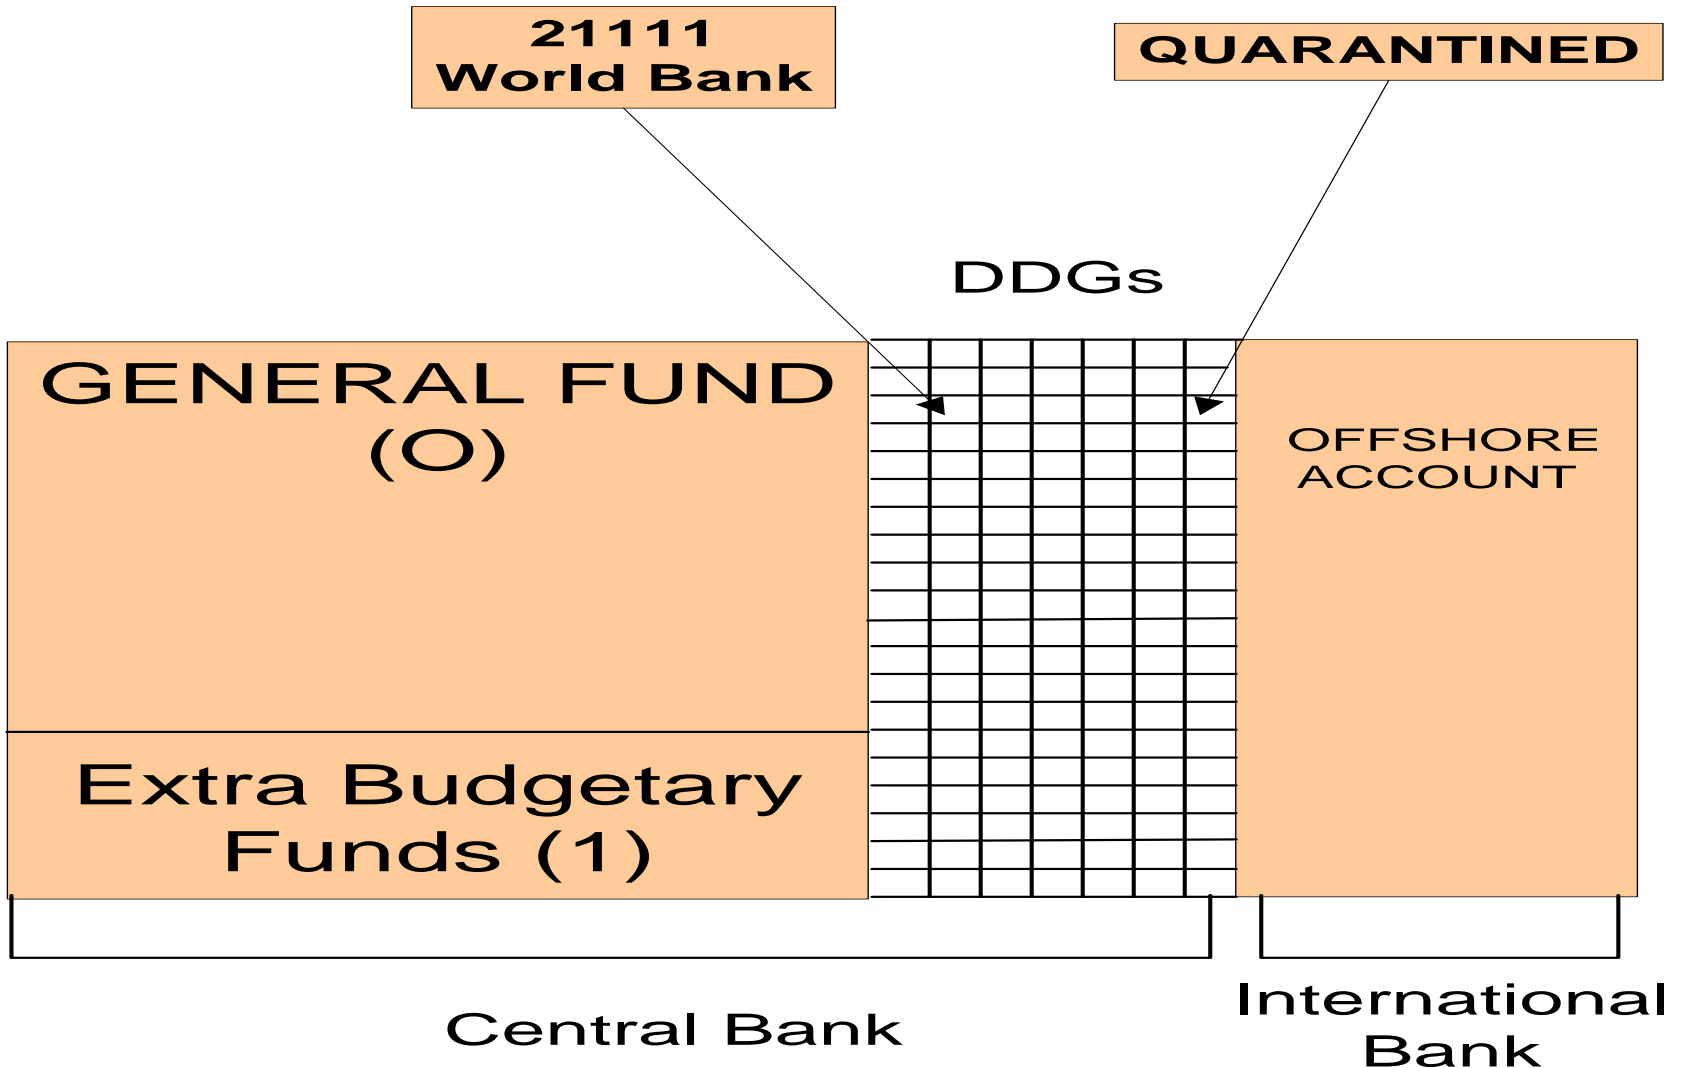 21111
World Bank
QUARANTINED
DDGs
GENERAL FUND
(O)
OFFSHORE
ACCOUNT
Extra Budgetary
Funds (1)
Central Bank
International
Bank